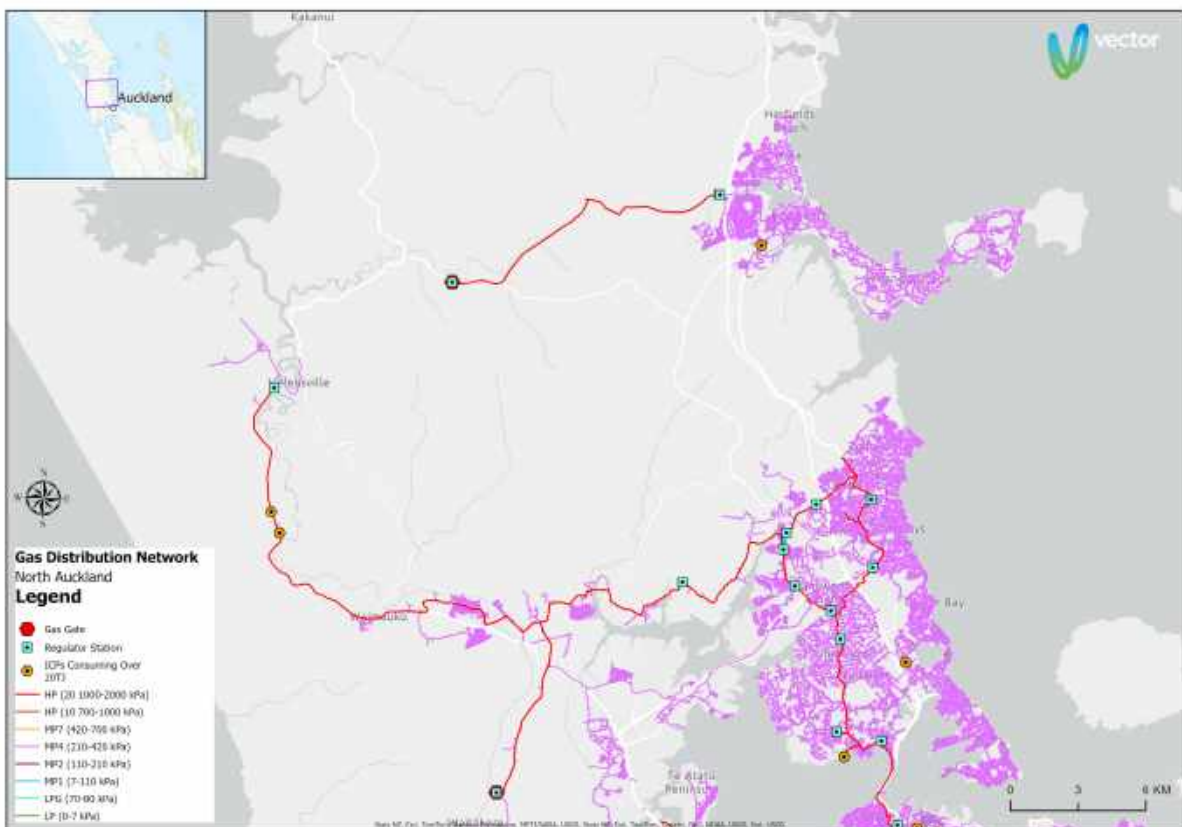 Kakanui
vector
Auckland
Hatfields
Beach
Helensville
N
W
E
S
Gas Distribution Network
North Auckland
Legend
Gas Gate
Regulator Station
ICPs Consuming Over
20TJ
HP (20 1000-2000 kPa)
HP (10 700-1000 kPa)
MP7 (420-700 kPa)
MP4 (210-420 kPa)
MP2 (110-210 kPa)
MP1 (7-110 kPa)
LPG (70-80 kPa)
LP (0-7 kPa)
Waimauku
Bay
Te Atatu
Peninsula
0 3 6 KM